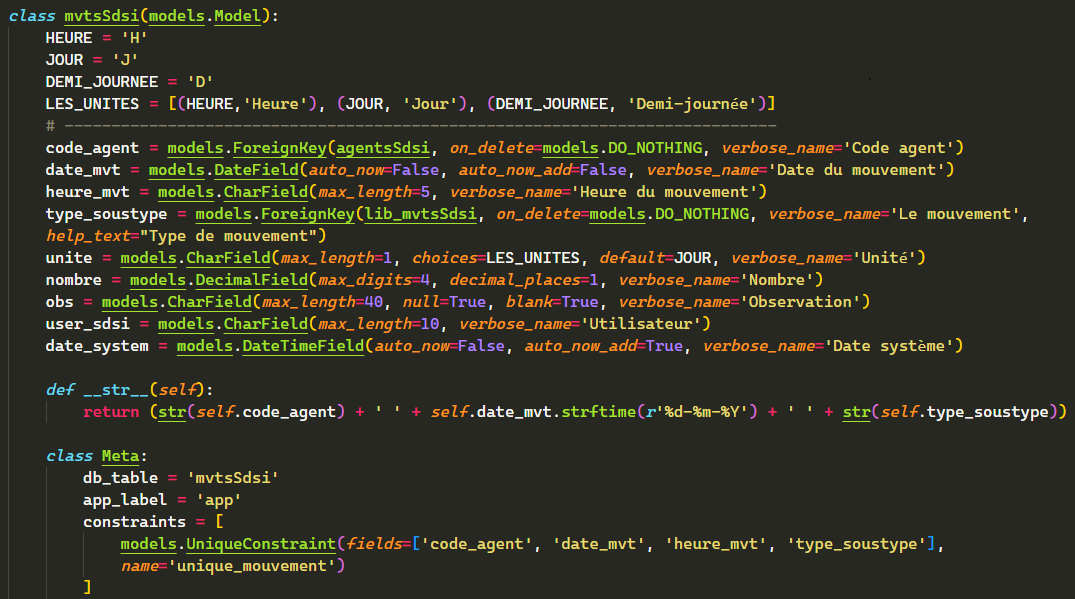 class mvtsSdsi(models.Model):
    HEURE = 'H'
    JOUR = 'J'
    DEMI_JOURNEE = 'D'
    LES_UNITES = [(HEURE,'Heure'), (JOUR, 'Jour'), (DEMI_JOURNEE, 'Demi-journée')]
    # ----------------------------------------------------------------------------
    code_agent = models.ForeignKey(agentsSdsi, on_delete=models.DO_NOTHING, verbose_name='Code agent')
    date_mvt = models.DateField(auto_now=False, auto_now_add=False, verbose_name='Date du mouvement')
    heure_mvt = models.CharField(max_length=5, verbose_name='Heure du mouvement')
    type_soustype = models.ForeignKey(lib_mvtsSdsi, on_delete=models.DO_NOTHING, verbose_name='Le mouvement',
    help_text="Type de mouvement")
    unite = models.CharField(max_length=1, choices=LES_UNITES, default=JOUR, verbose_name='Unité')
    nombre = models.DecimalField(max_digits=4, decimal_places=1, verbose_name='Nombre')
    obs = models.CharField(max_length=40, null=True, blank=True, verbose_name='Observation')
    user_sdsi = models.CharField(max_length=10, verbose_name='Utilisateur')
    date_system = models.DateTimeField(auto_now=False, auto_now_add=True, verbose_name='Date système')

    def __str__(self):
        return (str(self.code_agent) + ' ' + self.date_mvt.strftime(r'%d-%m-%Y') + ' ' + str(self.type_soustype))

    class Meta:
        db_table = 'mvtsSdsi'
        app_label = 'app'
        constraints = [
            models.UniqueConstraint(fields=['code_agent', 'date_mvt', 'heure_mvt', 'type_soustype'],
            name='unique_mouvement')
        ]